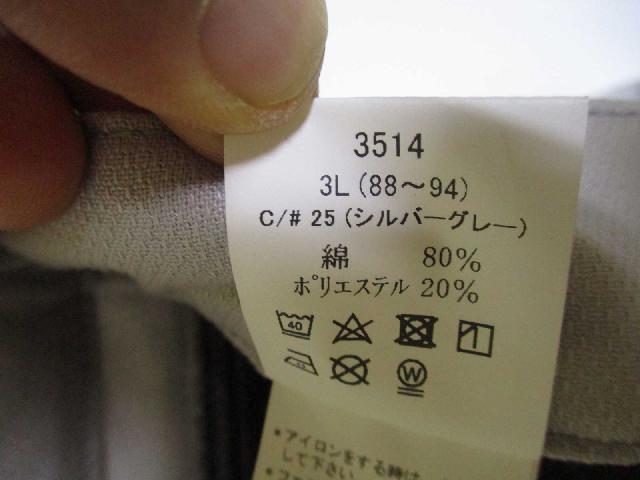 3514
3L(88～94)
C/# 25(シルバーグレー)
綿 80%
ポリエステル 20%
40
W
*アイロンをする時は
して下さい